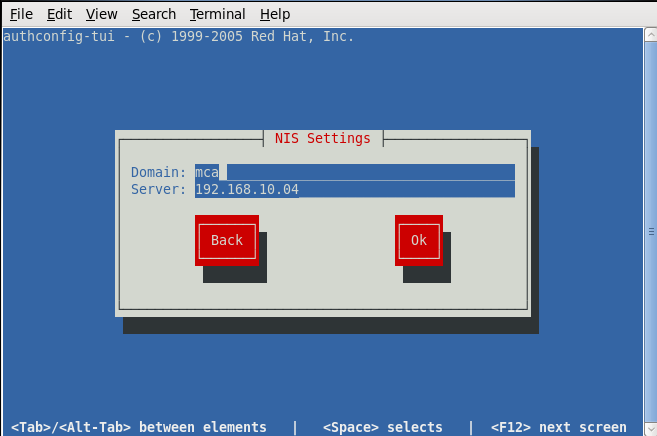 File Edit View Search Terminal Help
authconfig-tui - (c) 1999-2005 Red Hat, Inc.
NIS Settings
Domain: mca
Server: 192.168.10.04
Back Ok
<Tab>/<Alt-Tab> between elements | <Space> selects | <F12> next screen